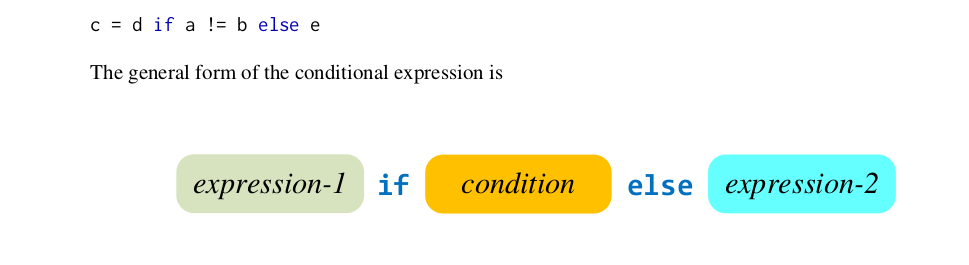 c = d if a != b else e
The general form of the conditional expression is
expression-1 if condition else expression-2